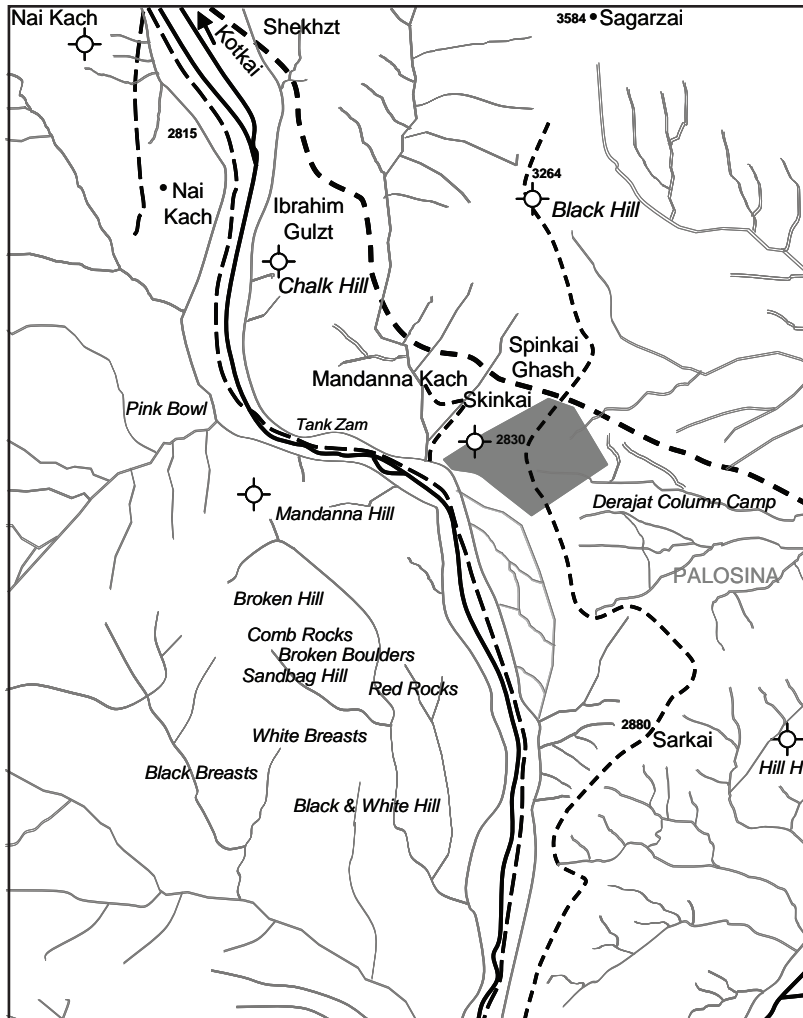 Nai Kach
Kotkai
Shekhzt
3584
Sagarzai
2815
3264
Nai
Kach
Ibrahim
Gulzt
Black Hill
Chalk Hill
Spinkai
Ghash
Mandanna Kach
Skinkai
Pink Bowl
Tank Zam
2830
Mandanna Hill
Derajat Column Camp
PALOSINA
Broken Hill
Comb Rocks
Broken Boulders
Sandbag Hill
Red Rocks
White Breasts
2880
Sarkai
Black Breasts
Hill H
Black & White Hill